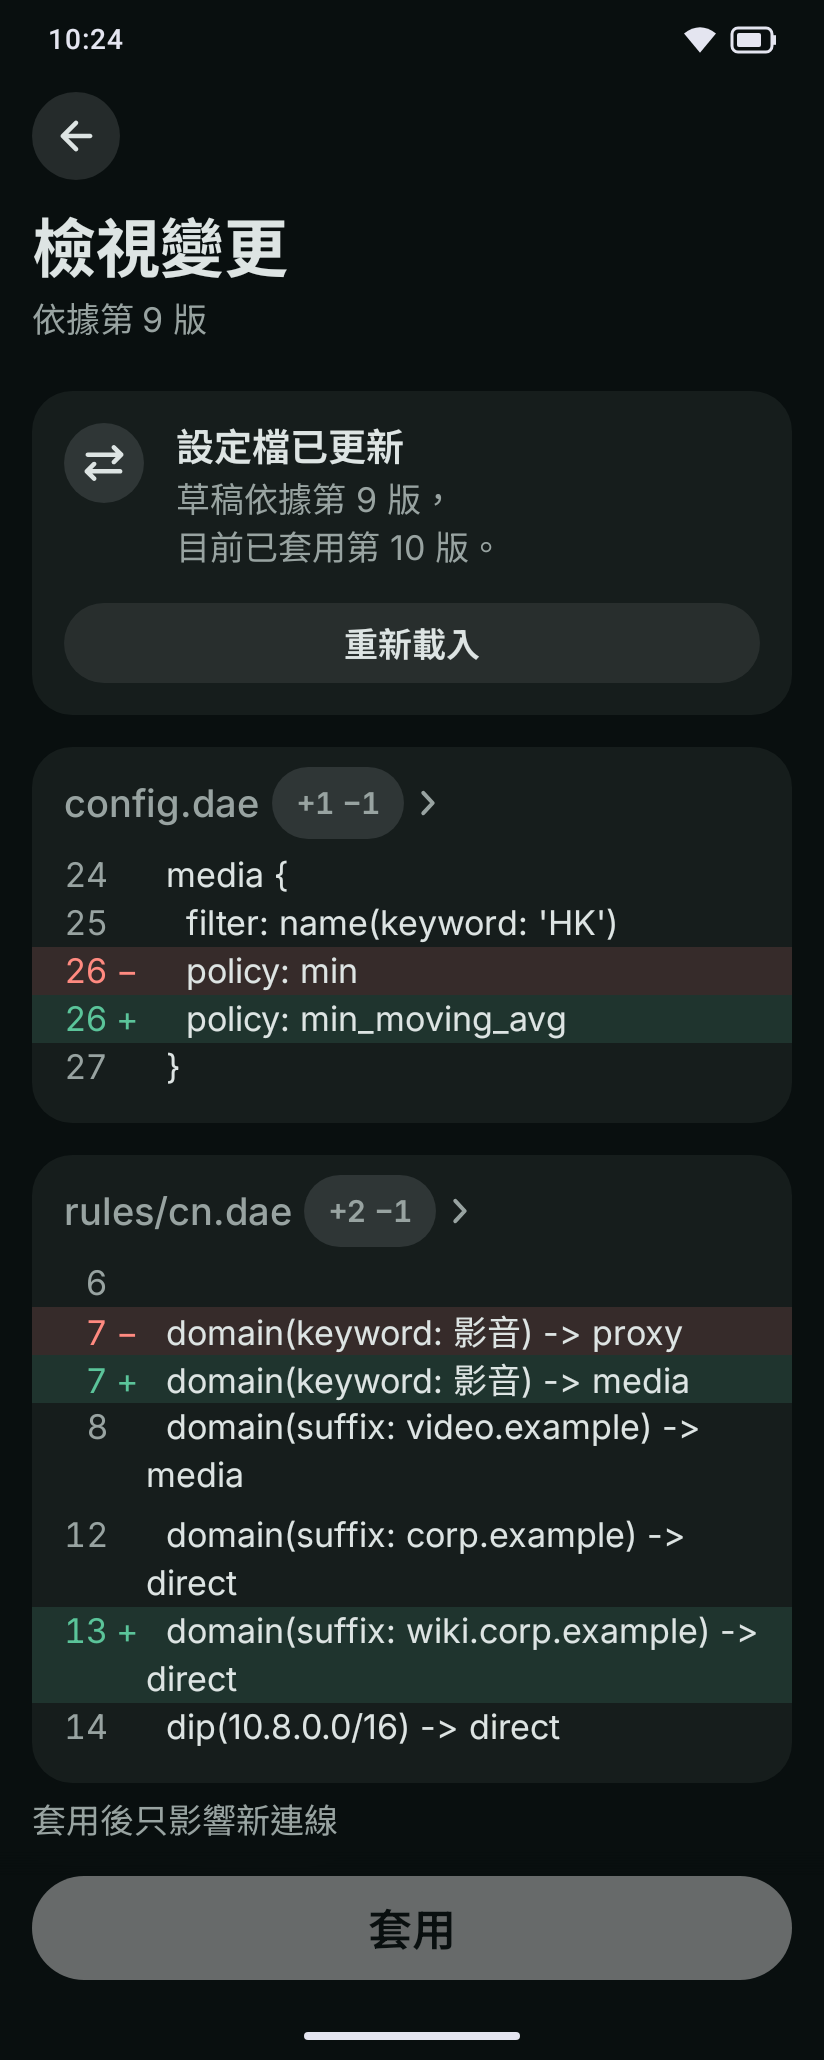 10:24
檢視變更
依據第 9 版
設定檔已更新
草稿依據第 9 版，
目前已套用第 10 版。
重新載入
config.dae +1 −1
24 media {
25 filter: name(keyword: 'HK')
26 − policy: min
26 + policy: min_moving_avg
27 }
rules/cn.dae +2 −1
6
7 − domain(keyword: 影音) -> proxy
7 + domain(keyword: 影音) -> media
8 domain(suffix: video.example) ->
media
12 domain(suffix: corp.example) ->
direct
13 + domain(suffix: wiki.corp.example) ->
direct
14 dip(10.8.0.0/16) -> direct
套用後只影響新連線
套用